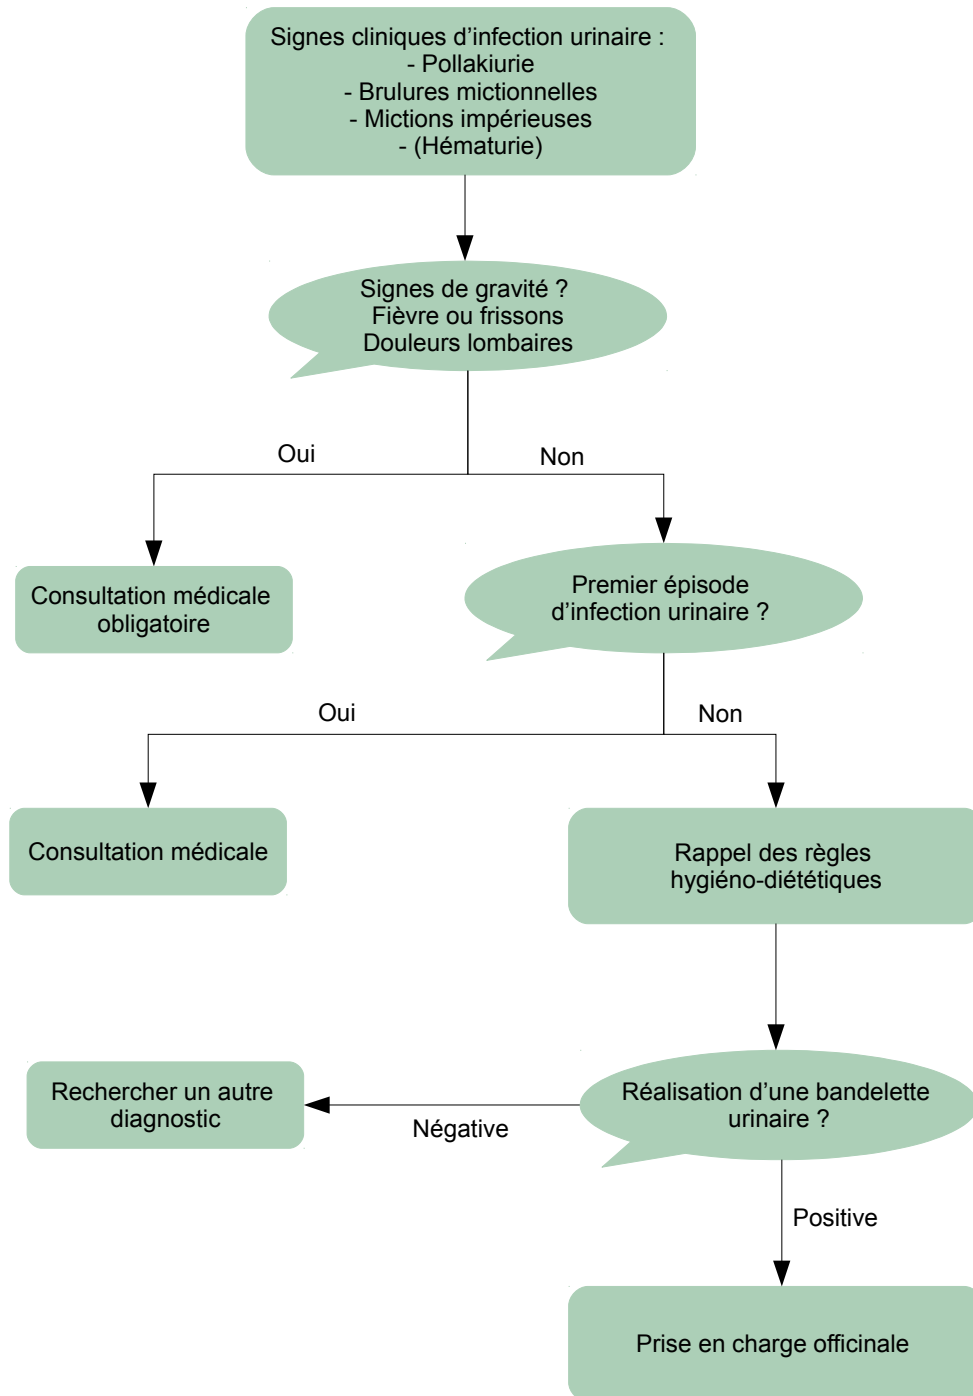 Signes cliniques d’infection urinaire :
- Pollakiurie
- Brulures mictionnelles
- Mictions impérieuses
- (Hématurie)
Signes de gravité ?
Fièvre ou frissons
Douleurs lombaires
Oui
Non
Consultation médicale
obligatoire
Premier épisode
d’infection urinaire ?
Oui
Non
Consultation médicale
Rappel des règles
hygiéno-diététiques
Rechercher un autre
diagnostic
Négative
Réalisation d’une bandelette
urinaire ?
Positive
Prise en charge officinale